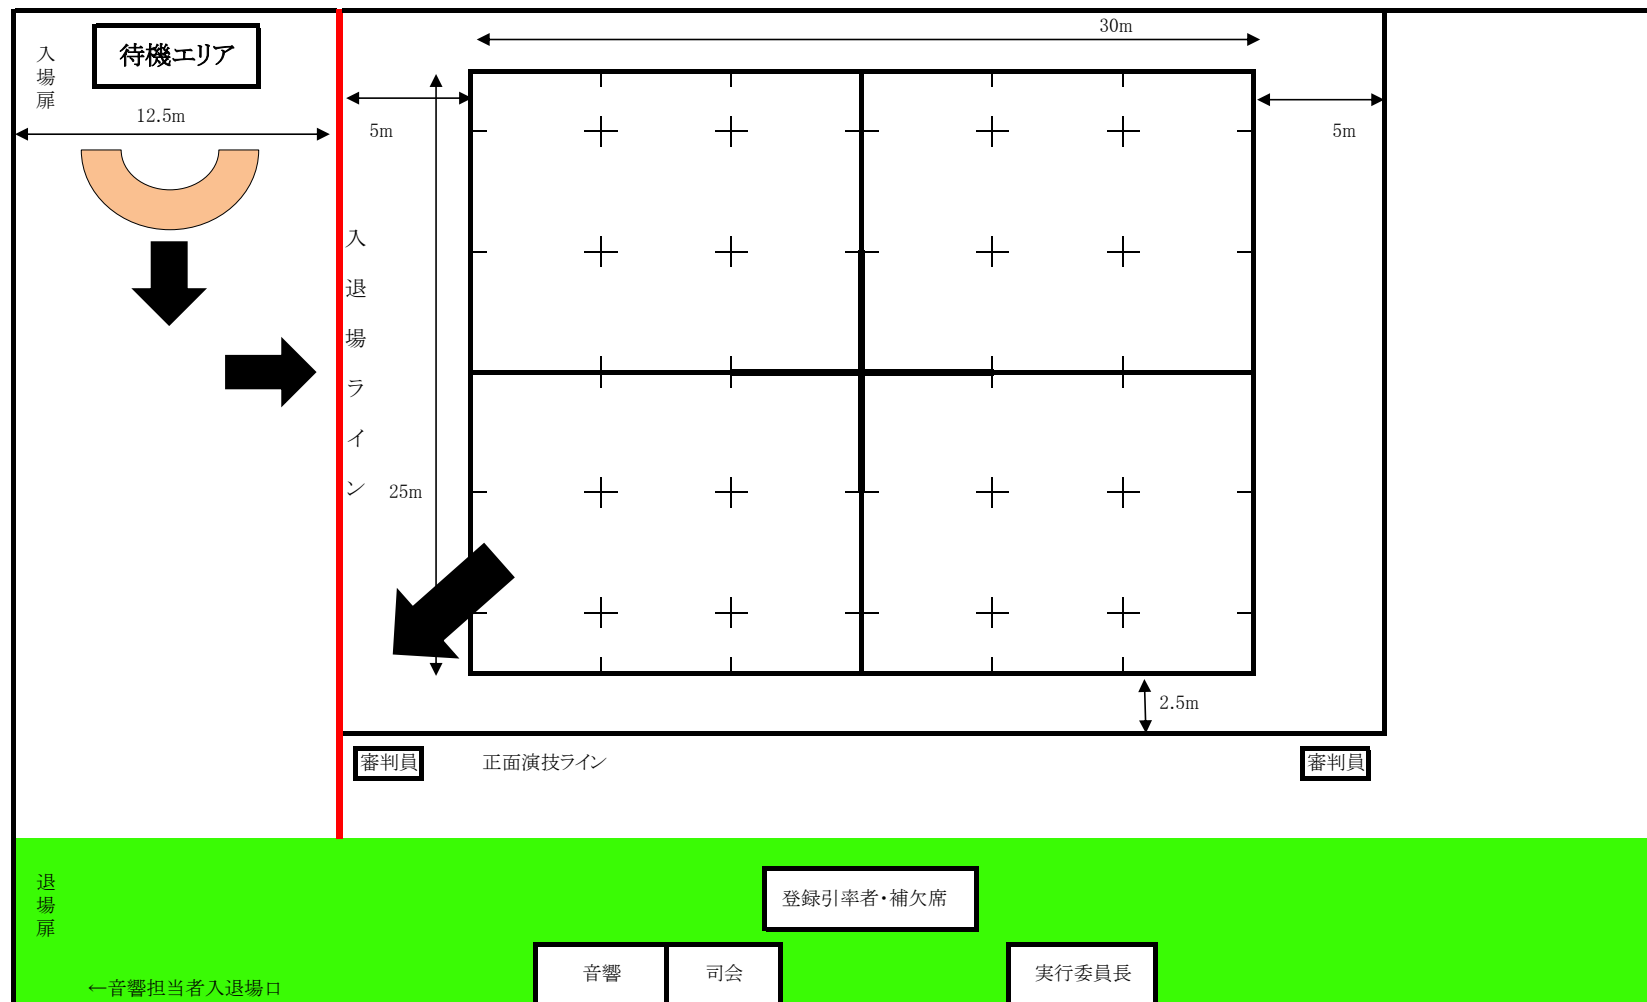 待機エリア
入場扉
12.5m
30m
5m
5m
入退場ライン
25m
2.5m
審判員
正面演技ライン
審判員
退場扉
登録引率者・補欠席
音響
司会
実行委員長
←音響担当者入退場口